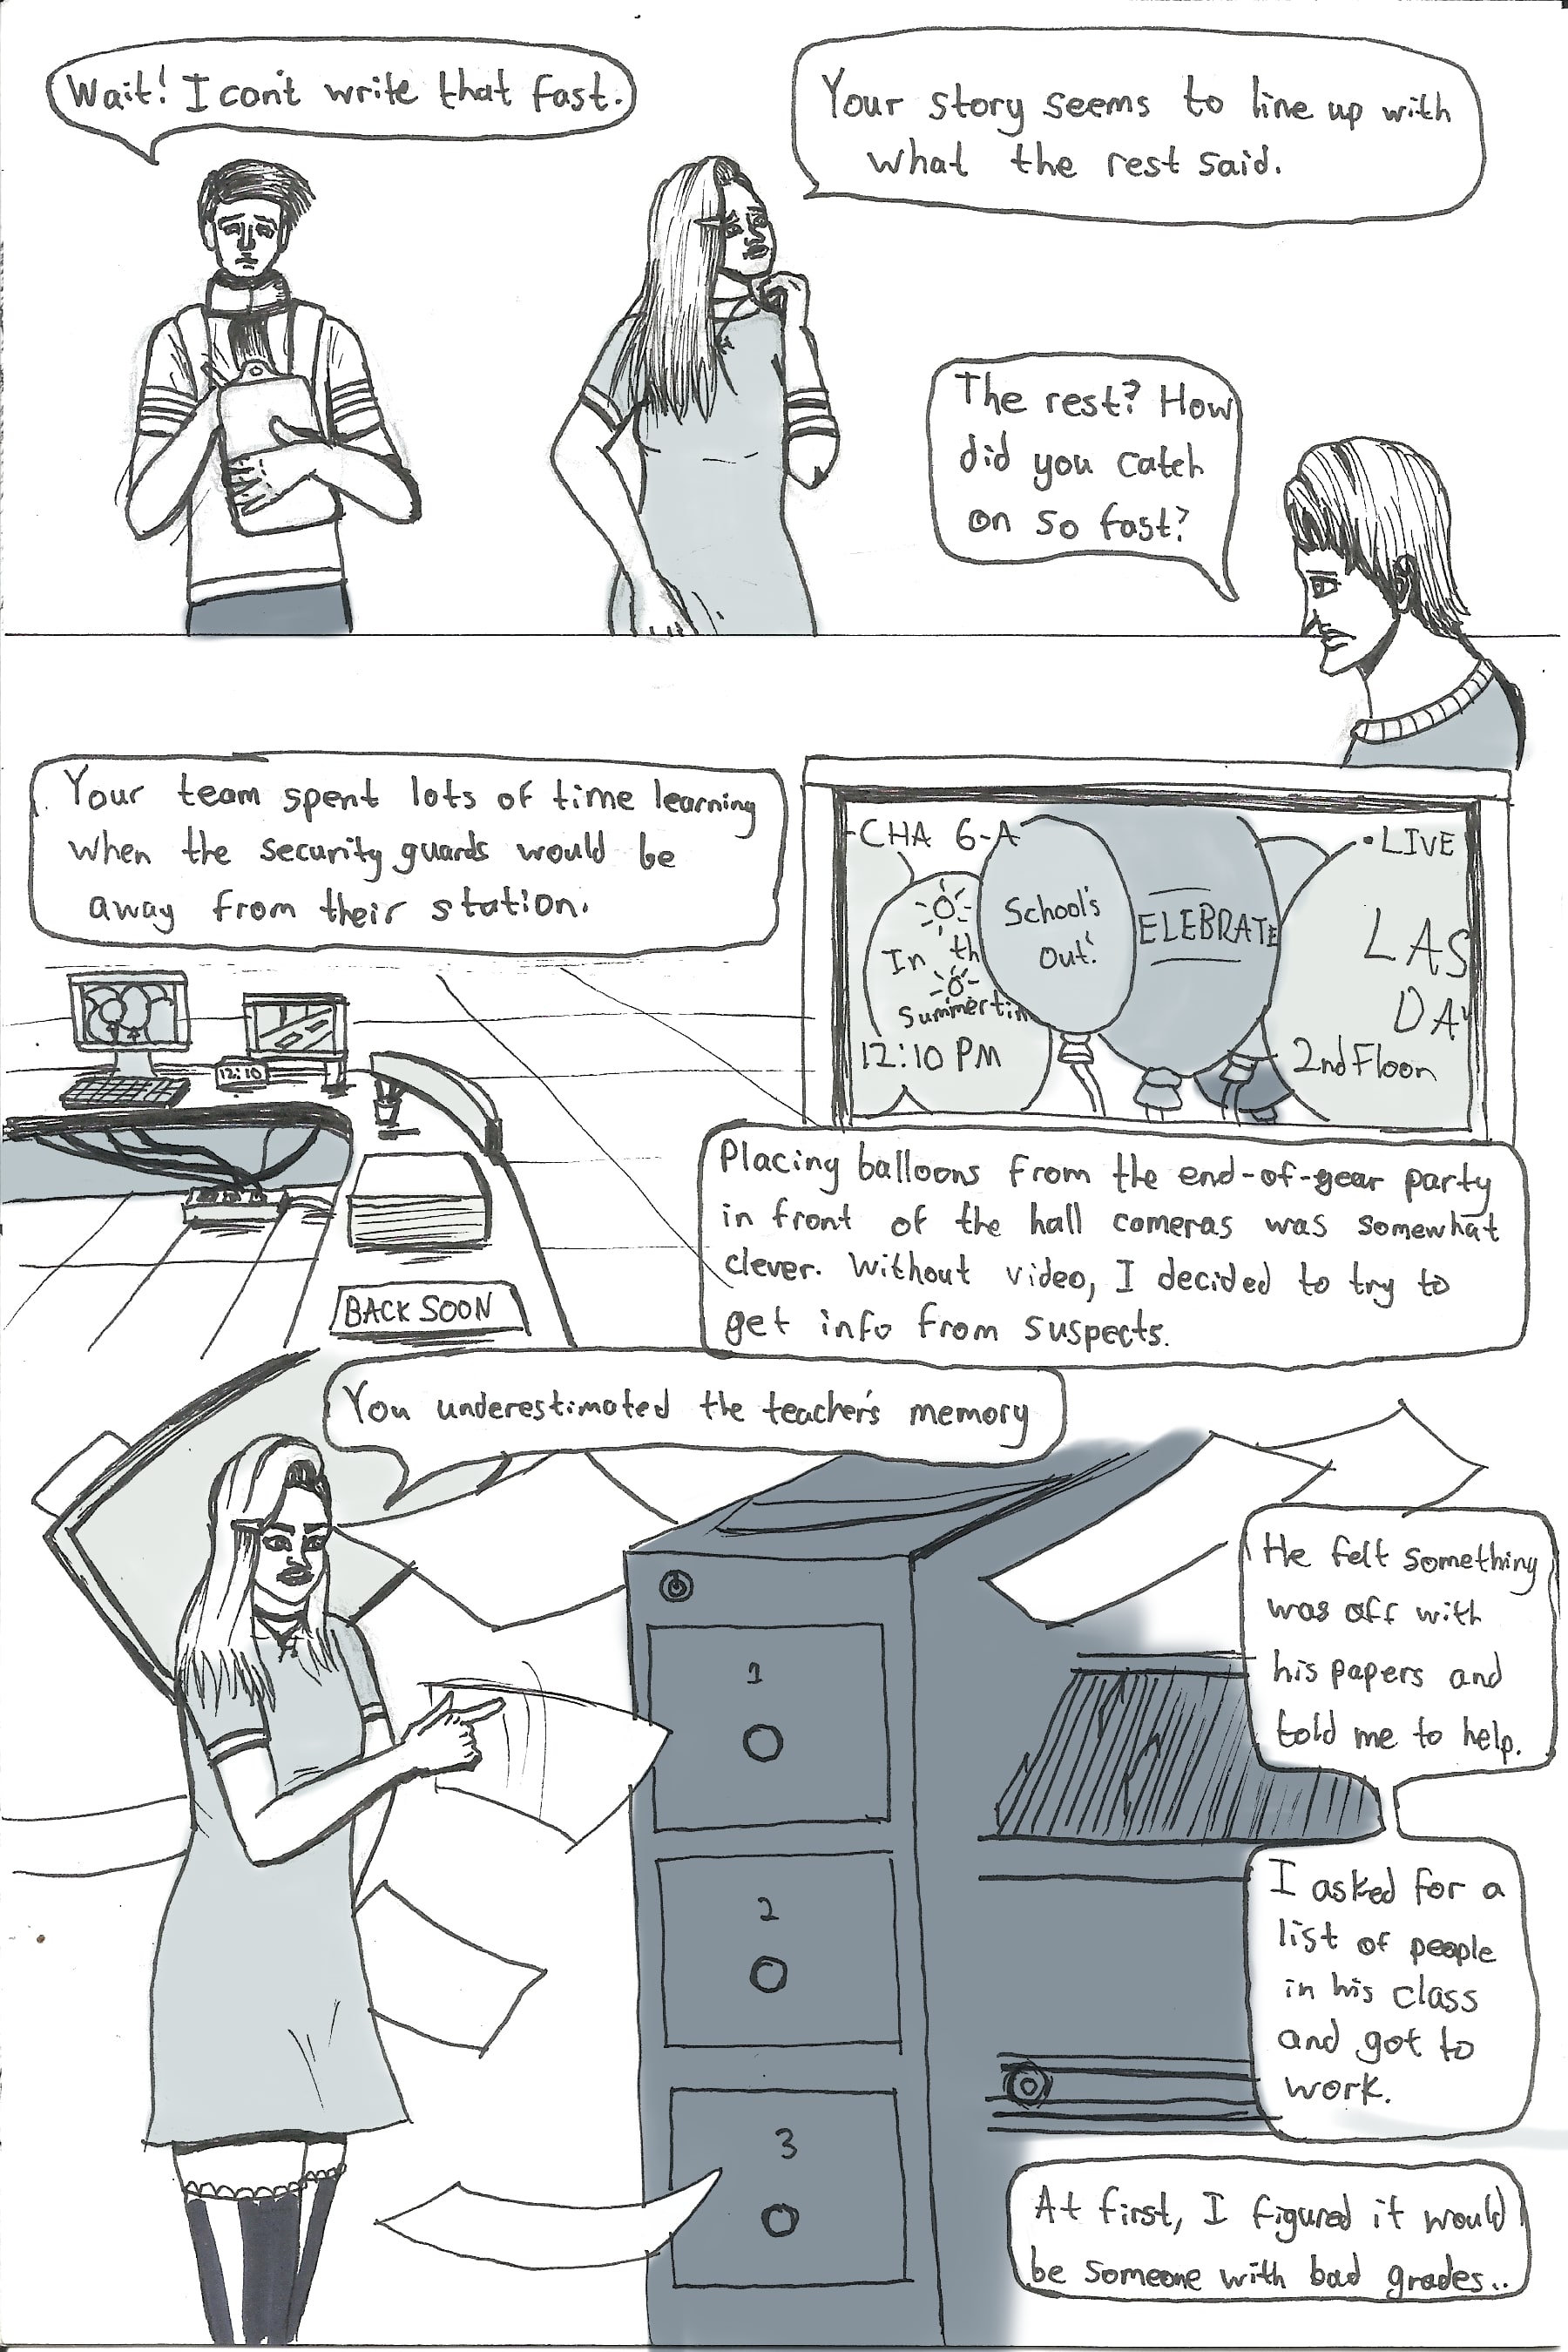 Wait! I can't write that fast.
Your story seems to line up with
what the rest said.
The rest? How
did you catch
on so fast?
Your team spent lots of time learning
when the security guards would be
away from their station.
12:10
BACK SOON
CHA 6-A
• LIVE
In th
Summertim
School's
Out!
ELEBRATE
LAS
DAY
12:10 PM
2nd Floor
Placing balloons from the end-of-year party
in front of the hall cameras was somewhat
clever. Without video, I decided to try to
get info from suspects.
You underestimated the teacher's memory
He felt something
was off with
his papers and
told me to help.
1
2
3
I asked for a
list of people
in his class
and got to
work.
At first, I figured it would
be someone with bad grades..